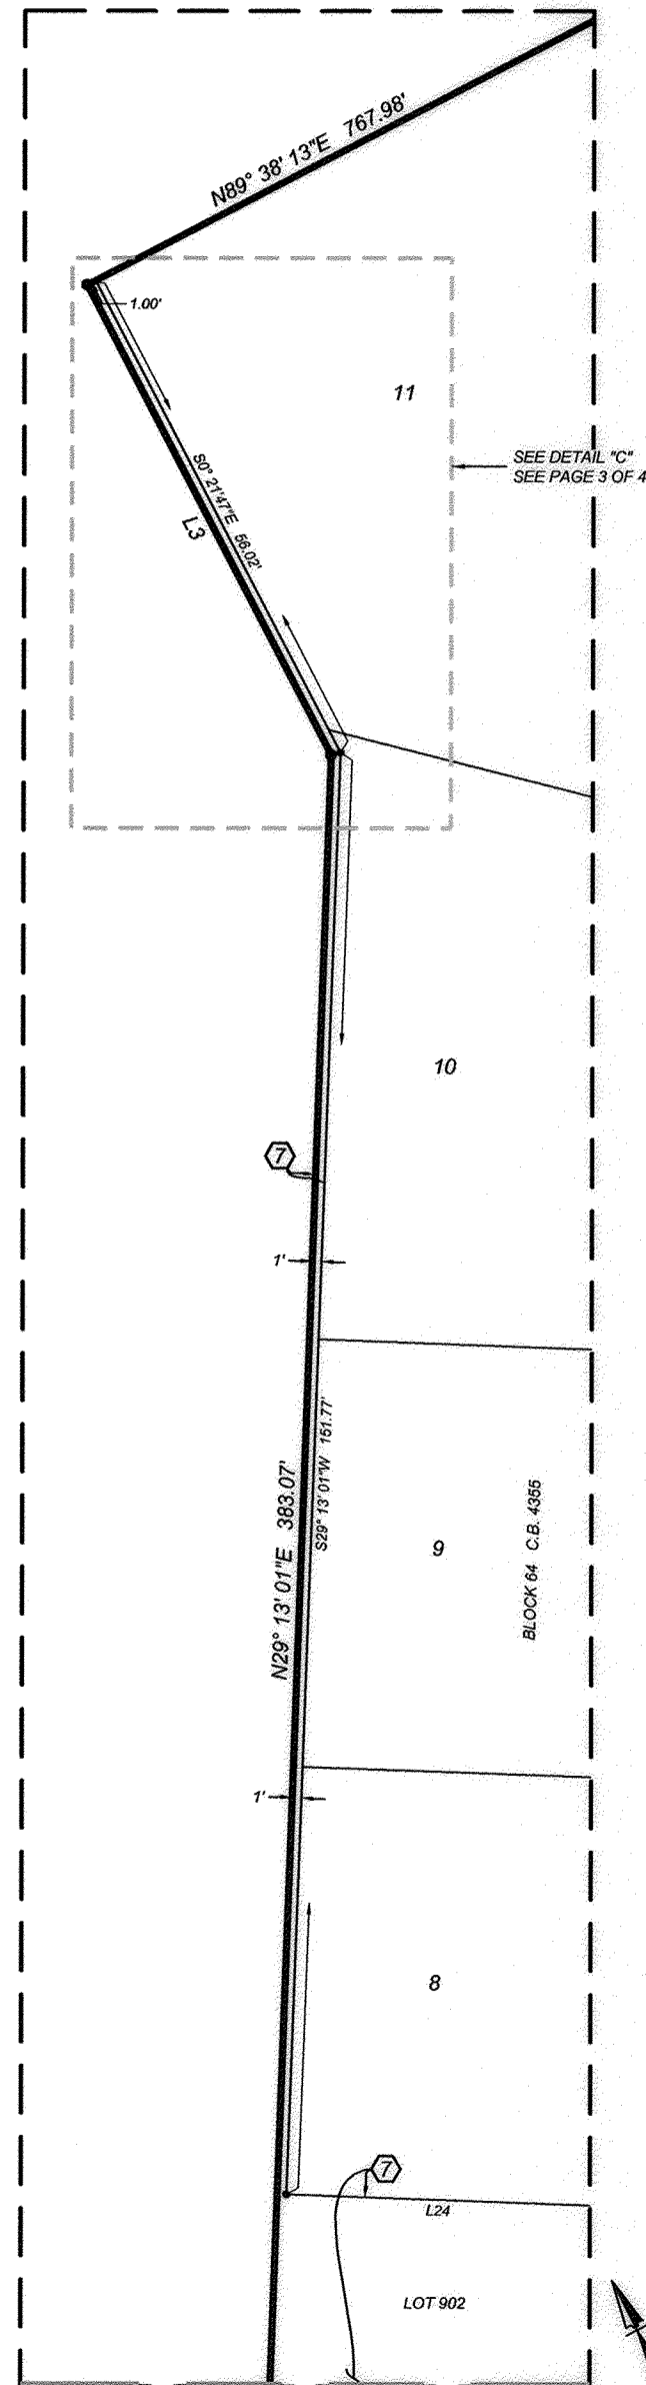 N89° 38' 13"E 767.98'
1.00'
11
SEE DETAIL "C"
SEE PAGE 3 OF 4
S0° 21'47"E 56.02'
L3
10
7
1'
S29° 13' 01"W 151.77'
N29° 13' 01"E 383.07'
9
BLOCK 64 C.B. 4355
1'
8
7
L24
LOT 902